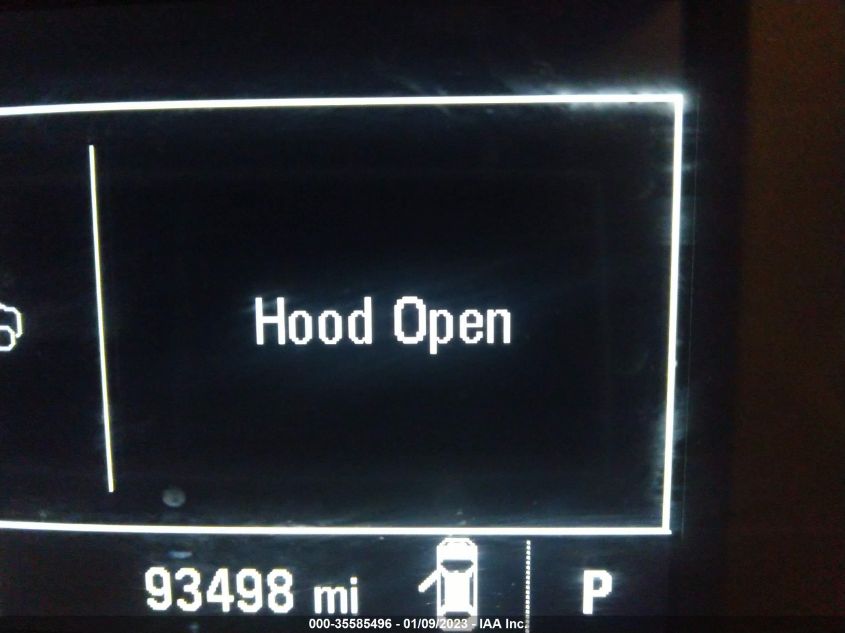 Hood Open
93498 mi P
000-35585496 - 01/09/2023 - IAA Inc.